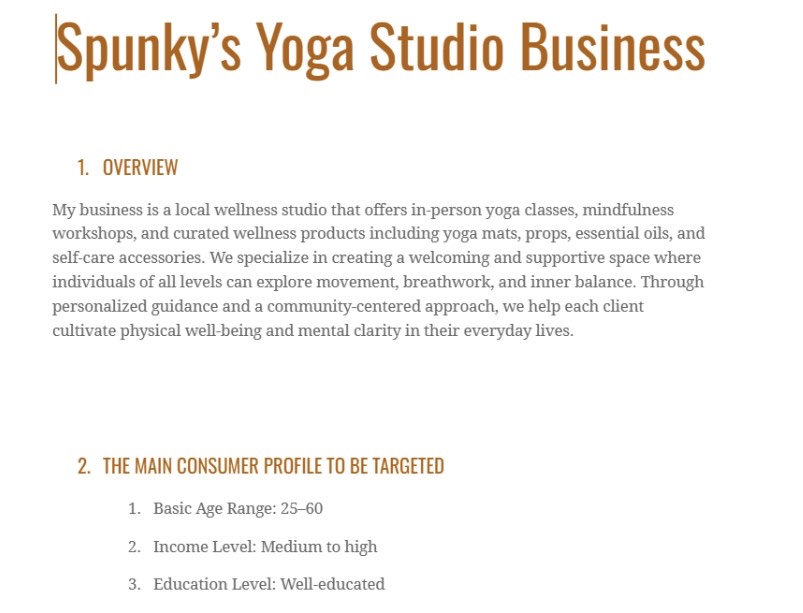 Spunky’s Yoga Studio Business
1. OVERVIEW
My business is a local wellness studio that offers in-person yoga classes, mindfulness
workshops, and curated wellness products including yoga mats, props, essential oils, and
self-care accessories. We specialize in creating a welcoming and supportive space where
individuals of all levels can explore movement, breathwork, and inner balance. Through
personalized guidance and a community-centered approach, we help each client
cultivate physical well-being and mental clarity in their everyday lives.
2. THE MAIN CONSUMER PROFILE TO BE TARGETED
1. Basic Age Range: 25–60
2. Income Level: Medium to high
3. Education Level: Well-educated